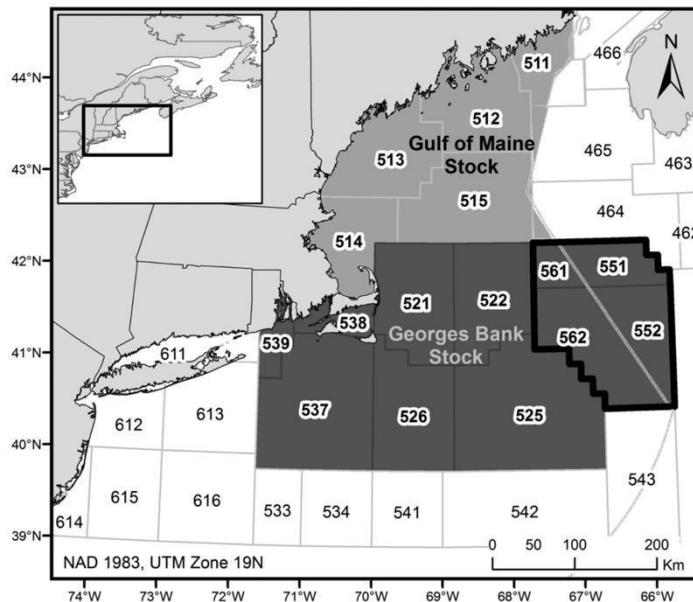 44°N
43°N
42°N
41°N
40°N
39°N
74°W
73°W
72°W
71°W
70°W
69°W
68°W
67°W
66°W
N
466
511
512
465
463
Gulf of Maine
Stock
513
515
464
462
514
561
551
521
522
538
562
552
Georges Bank
Stock
539
611
613
612
537
526
525
615
616
614
533
534
541
542
543
0 50 100 200
Km
NAD 1983, UTM Zone 19N